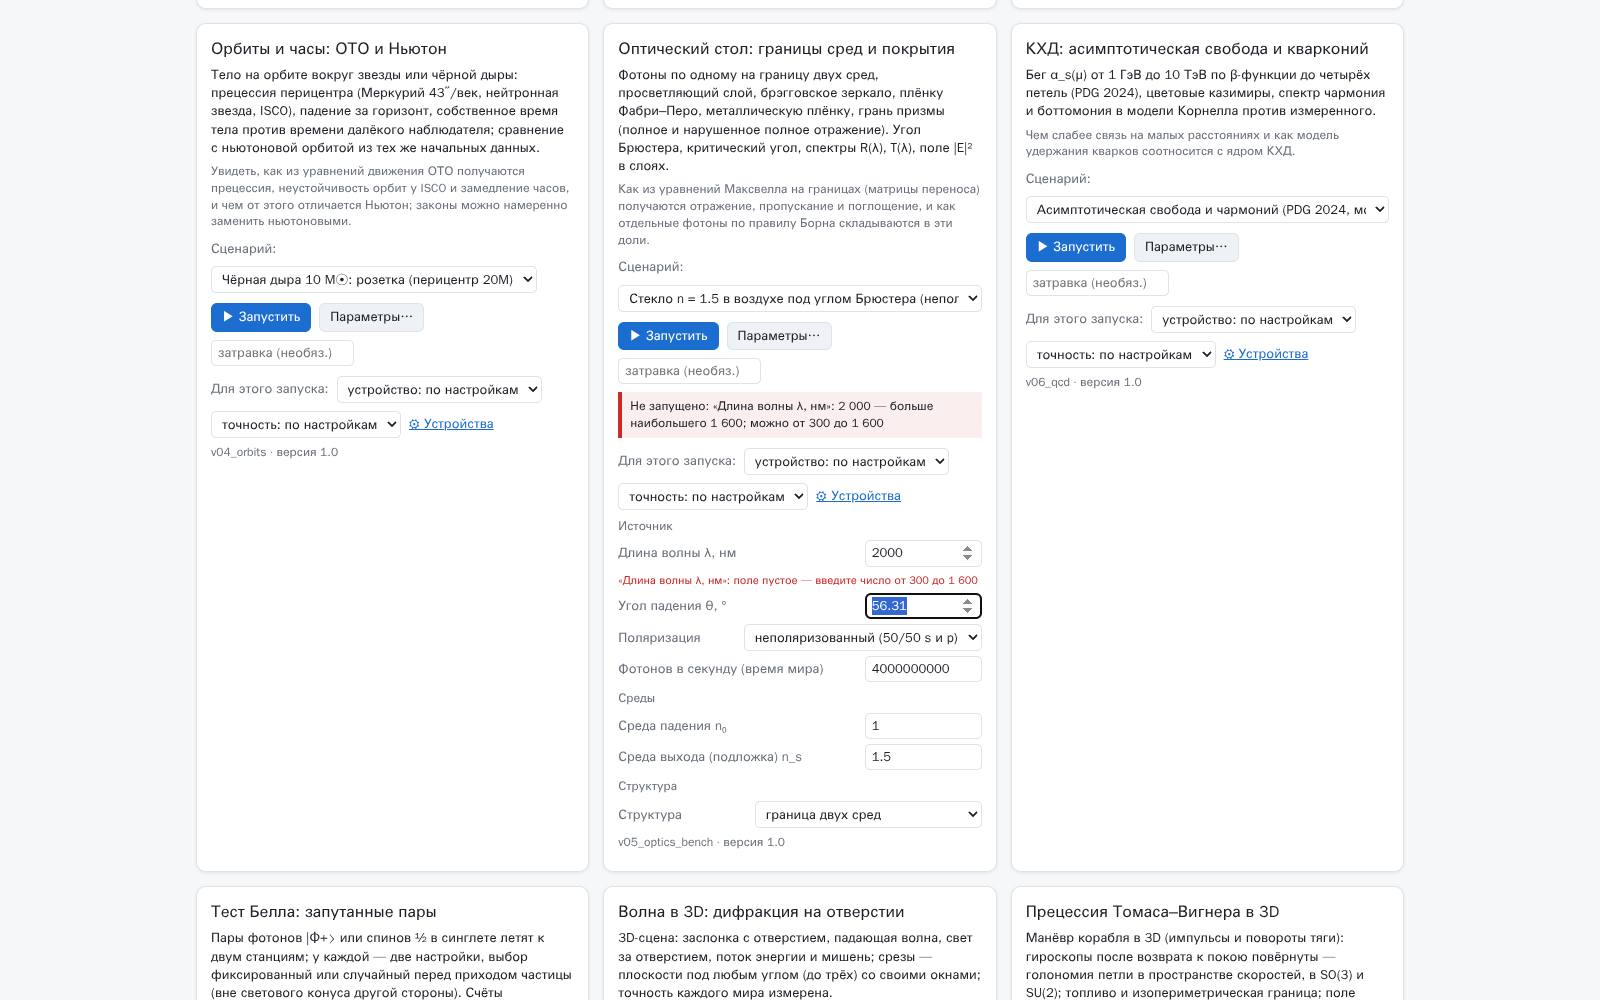 Орбиты и часы: ОТО и Ньютон
Тело на орбите вокруг звезды или чёрной дыры:
прецессия перицентра (Меркурий 43″/век, нейтронная
звезда, ISCO), падение за горизонт, собственное время
тела против времени далёкого наблюдателя; сравнение
с ньютоновой орбитой из тех же начальных данных.
Увидеть, как из уравнений движения ОТО получаются
прецессия, неустойчивость орбит у ISCO и замедление часов,
и чем от этого отличается Ньютон; законы можно намеренно
заменить ньютоновыми.
Сценарий:
Чёрная дыра 10 M☉: розетка (перицентр 20M)
▶ Запустить
Параметры···
затравка (необяз.)
Для этого запуска:
устройство: по настройкам
точность: по настройкам
⚙ Устройства
v04_orbits · версия 1.0
Оптический стол: границы сред и покрытия
Фотоны по одному на границу двух сред,
просветляющий слой, брэгговское зеркало, плёнку
Фабри–Перо, металлическую плёнку, грань призмы
(полное и нарушенное полное отражение). Угол
Брюстера, критический угол, спектры R(λ), T(λ), поле |E|²
в слоях.
Как из уравнений Максвелла на границах (матрицы переноса)
получаются отражение, пропускание и поглощение, и как
отдельные фотоны по правилу Борна складываются в эти
доли.
Сценарий:
Стекло n = 1.5 в воздухе под углом Брюстера (непол
▶ Запустить
Параметры···
затравка (необяз.)
Не запущено: «Длина волны λ, нм»: 2 000 — больше
наибольшего 1 600; можно от 300 до 1 600
Для этого запуска:
устройство: по настройкам
точность: по настройкам
⚙ Устройства
Источник
Длина волны λ, нм
2000
«Длина волны λ, нм»: поле пустое — введите число от 300 до 1 600
Угол падения θ, °
56.31
Поляризация
неполяризованный (50/50 s и p)
Фотонов в секунду (время мира)
4000000000
Среды
Среда падения n₀
1
Среда выхода (подложка) n_s
1.5
Структура
Структура
граница двух сред
v05_optics_bench · версия 1.0
КХД: асимптотическая свобода и кварконий
Бег α_s(μ) от 1 ГэВ до 10 ТэВ по β-функции до четырёх
петель (PDG 2024), цветовые казимиры, спектр чармония
и боттомония в модели Корнелла против измеренного.
Чем слабее связь на малых расстояниях и как модель
удержания кварков соотносится с ядром КХД.
Сценарий:
Асимптотическая свобода и чармоний (PDG 2024, мс
▶ Запустить
Параметры···
затравка (необяз.)
Для этого запуска:
устройство: по настройкам
точность: по настройкам
⚙ Устройства
v06_qcd · версия 1.0
Тест Белла: запутанные пары
Пары фотонов |Φ+⟩ или спинов ½ в синглете летят к
двум станциям; у каждой — две настройки, выбор
фиксированный или случайный перед приходом частицы
(вне светового конуса другой стороны). Счёты
Волна в 3D: дифракция на отверстии
3D-сцена: заслонка с отверстием, падающая волна, свет
за отверстием, поток энергии и мишень; срезы —
плоскости под любым углом (до трёх) со своими окнами;
точность каждого мира измерена.
Прецессия Томаса–Вигнера в 3D
Манёвр корабля в 3D (импульсы и повороты тяги):
гироскопы после возврата к покою повёрнуты —
голономия петли в пространстве скоростей, в SO(3) и
SU(2); топливо и изопериметрическая граница; поле